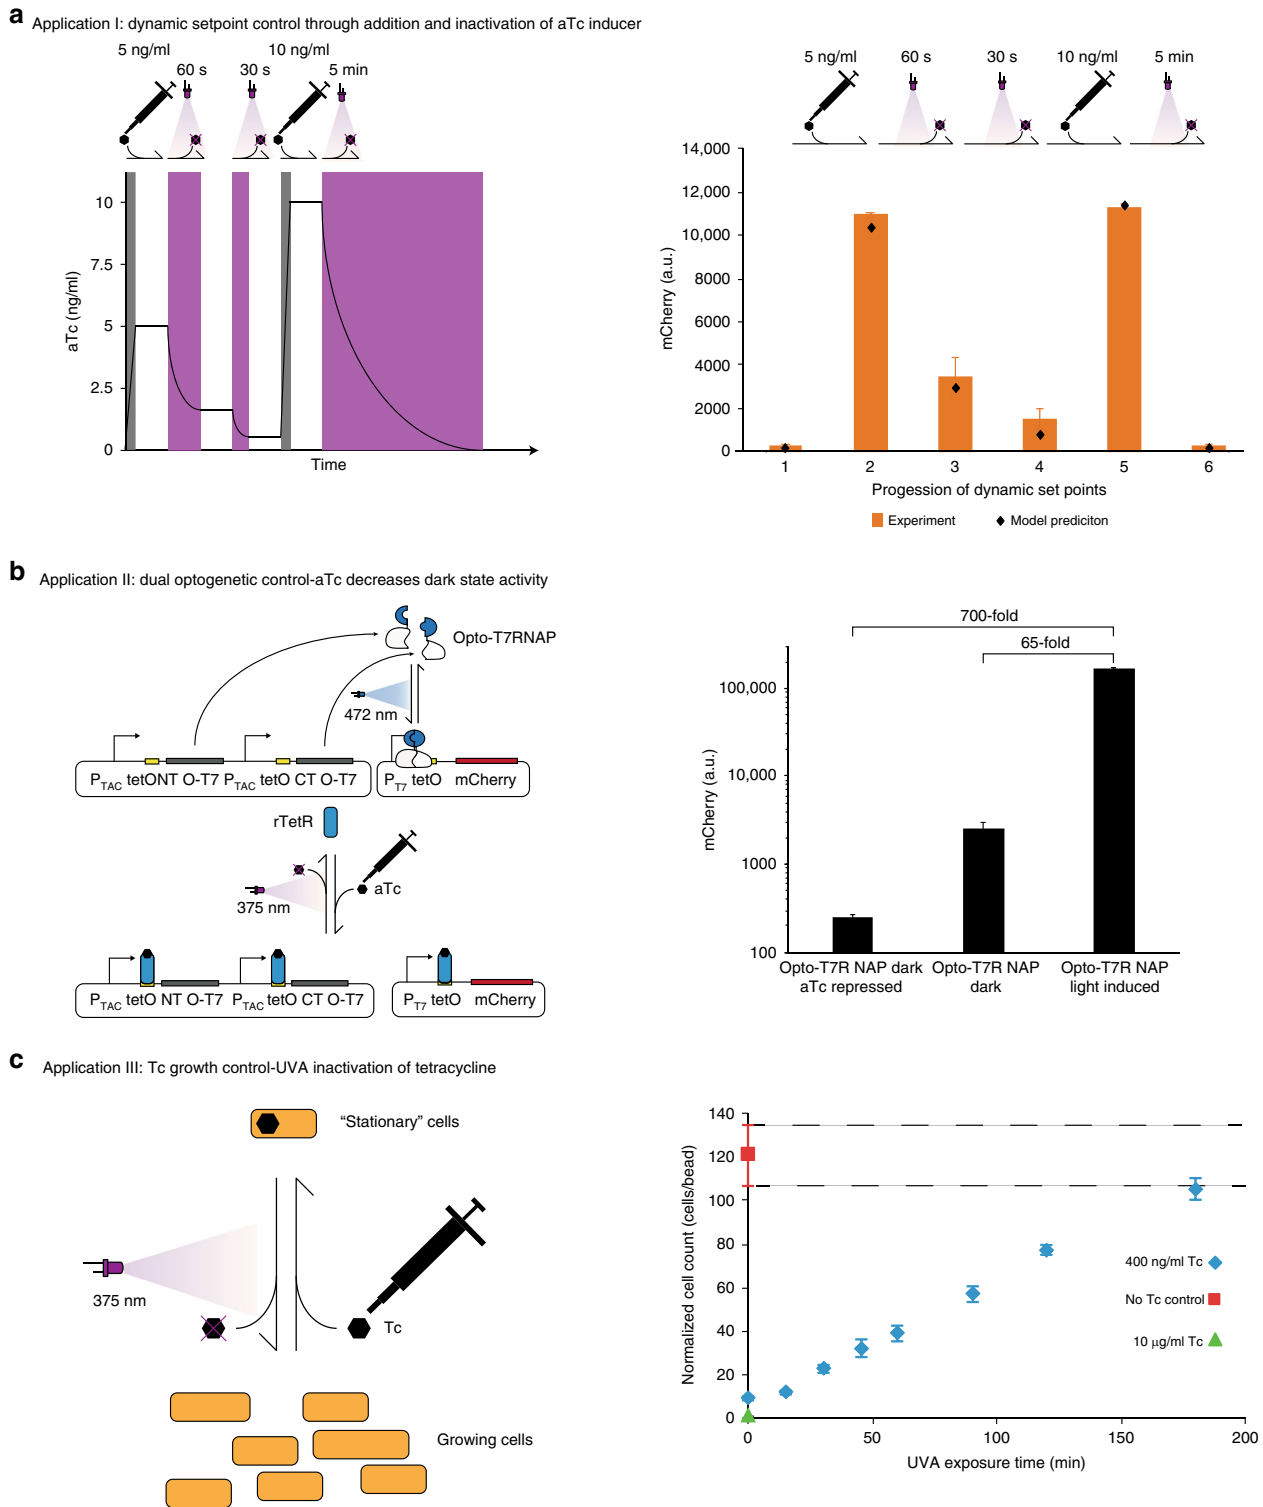 a Application I: dynamic setpoint control through addition and inactivation of aTc inducer
5 ng/ml
60 s
30 s
10 ng/ml
5 min
10
7.5
5
2.5
0
aTc (ng/ml)
Time
5 ng/ml
60 s
30 s
10 ng/ml
5 min
14,000
12,000
10,000
8000
6000
4000
2000
0
mCherry (a.u.)
1 2 3 4 5 6
Progession of dynamic set points
Experiment
Model prediciton
b Application II: dual optogenetic control-aTc decreases dark state activity
Opto-T7RNAP
472 nm
PTAC tetONT O-T7 PTAC tetO CT O-T7
PT7 tetO mCherry
rTetR
aTc
375 nm
PTAC tetO NT O-T7 PTAC tetO CT O-T7
PT7 tetO mCherry
700-fold
65-fold
100,000
10,000
1000
100
mCherry (a.u.)
Opto-T7R NAP dark
aTc repressed
Opto-T7R NAP
dark
Opto-T7R NAP
light induced
c Application III: Tc growth control-UVA inactivation of tetracycline
“Stationary” cells
375 nm
Tc
Growing cells
140
120
100
80
60
40
20
0
Normalized cell count (cells/bead)
400 ng/ml Tc
No Tc control
10 μg/ml Tc
0 50 100 150 200
UVA exposure time (min)